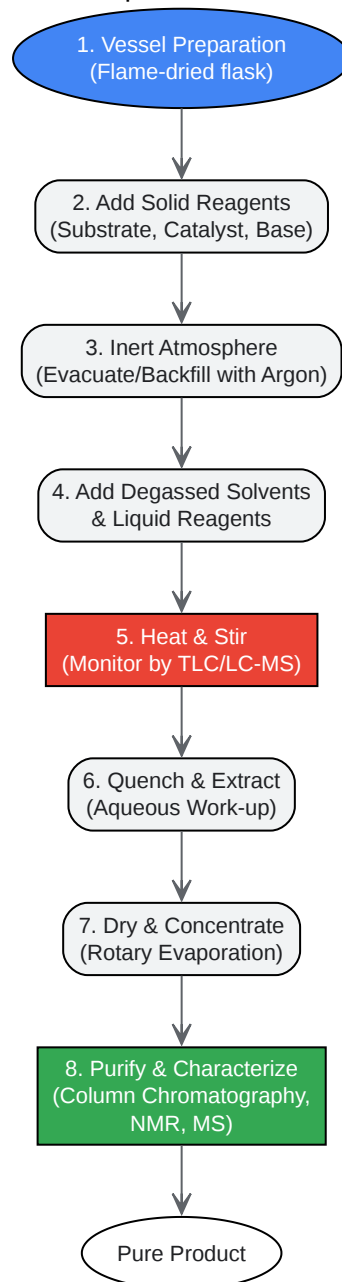 1. Vessel Preparation
(Flame-dried flask)
2. Add Solid Reagents
(Substrate, Catalyst, Base)
3. Inert Atmosphere
(Evacuate/Backfill with Argon)
4. Add Degassed Solvents
& Liquid Reagents
5. Heat & Stir
(Monitor by TLC/LC-MS)
6. Quench & Extract
(Aqueous Work-up)
7. Dry & Concentrate
(Rotary Evaporation)
8. Purify & Characterize
(Column Chromatography,
NMR, MS)
Pure Product